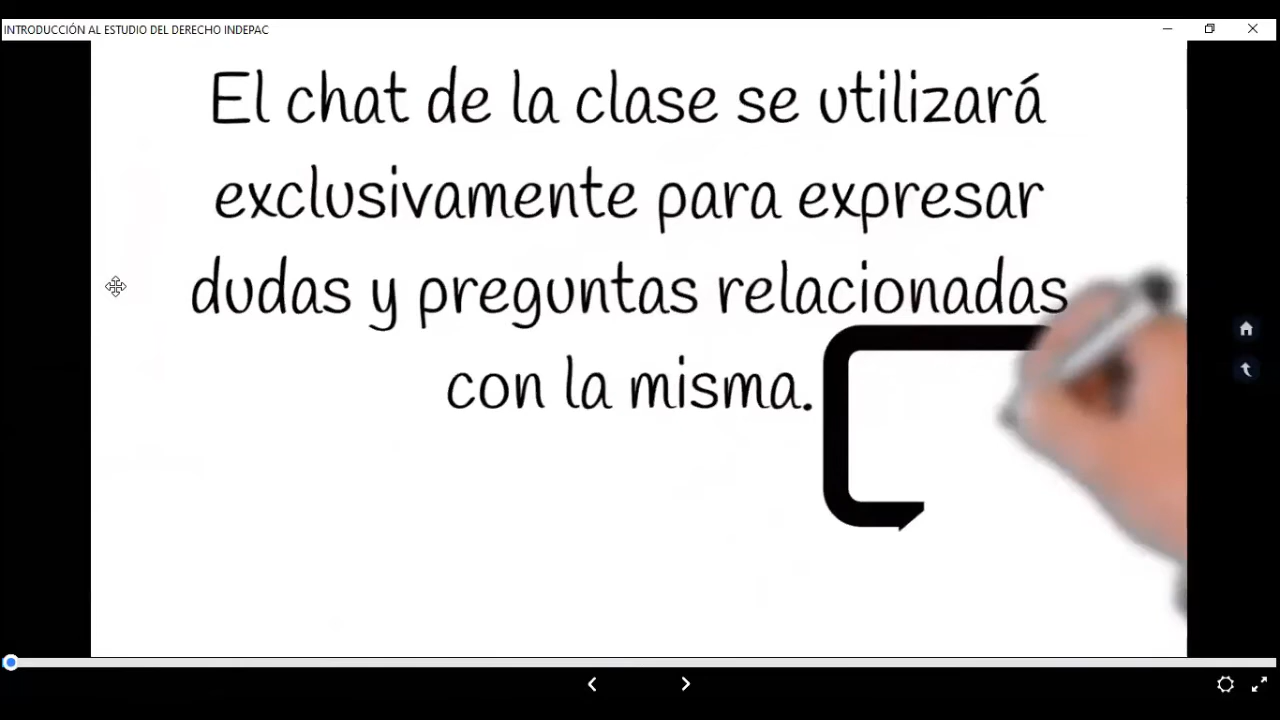 INTRODUCCIÓN AL ESTUDIO DEL DERECHO INDEPAC
El chat de la clase se utilizará
exclusivamente para expresar
dudas y preguntas relacionadas
con la misma.